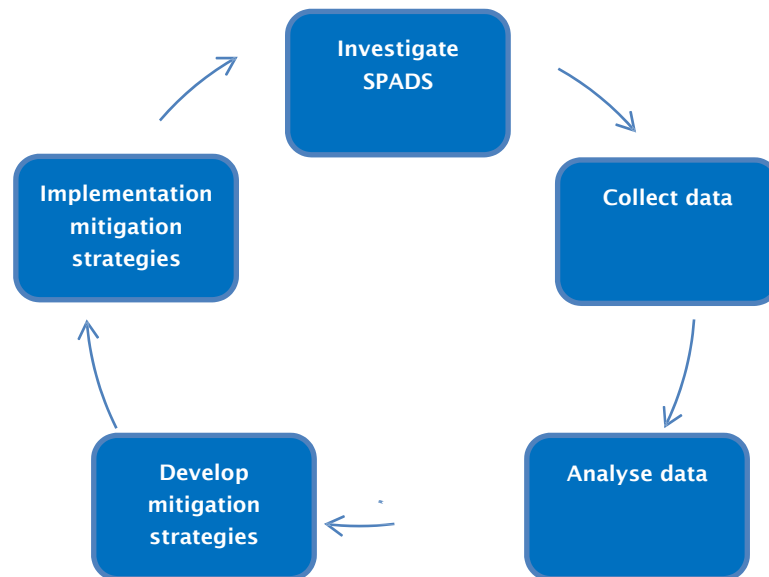 Investigate
SPADS
Collect data
Analyse data
Develop
mitigation
strategies
Implementation
mitigation
strategies